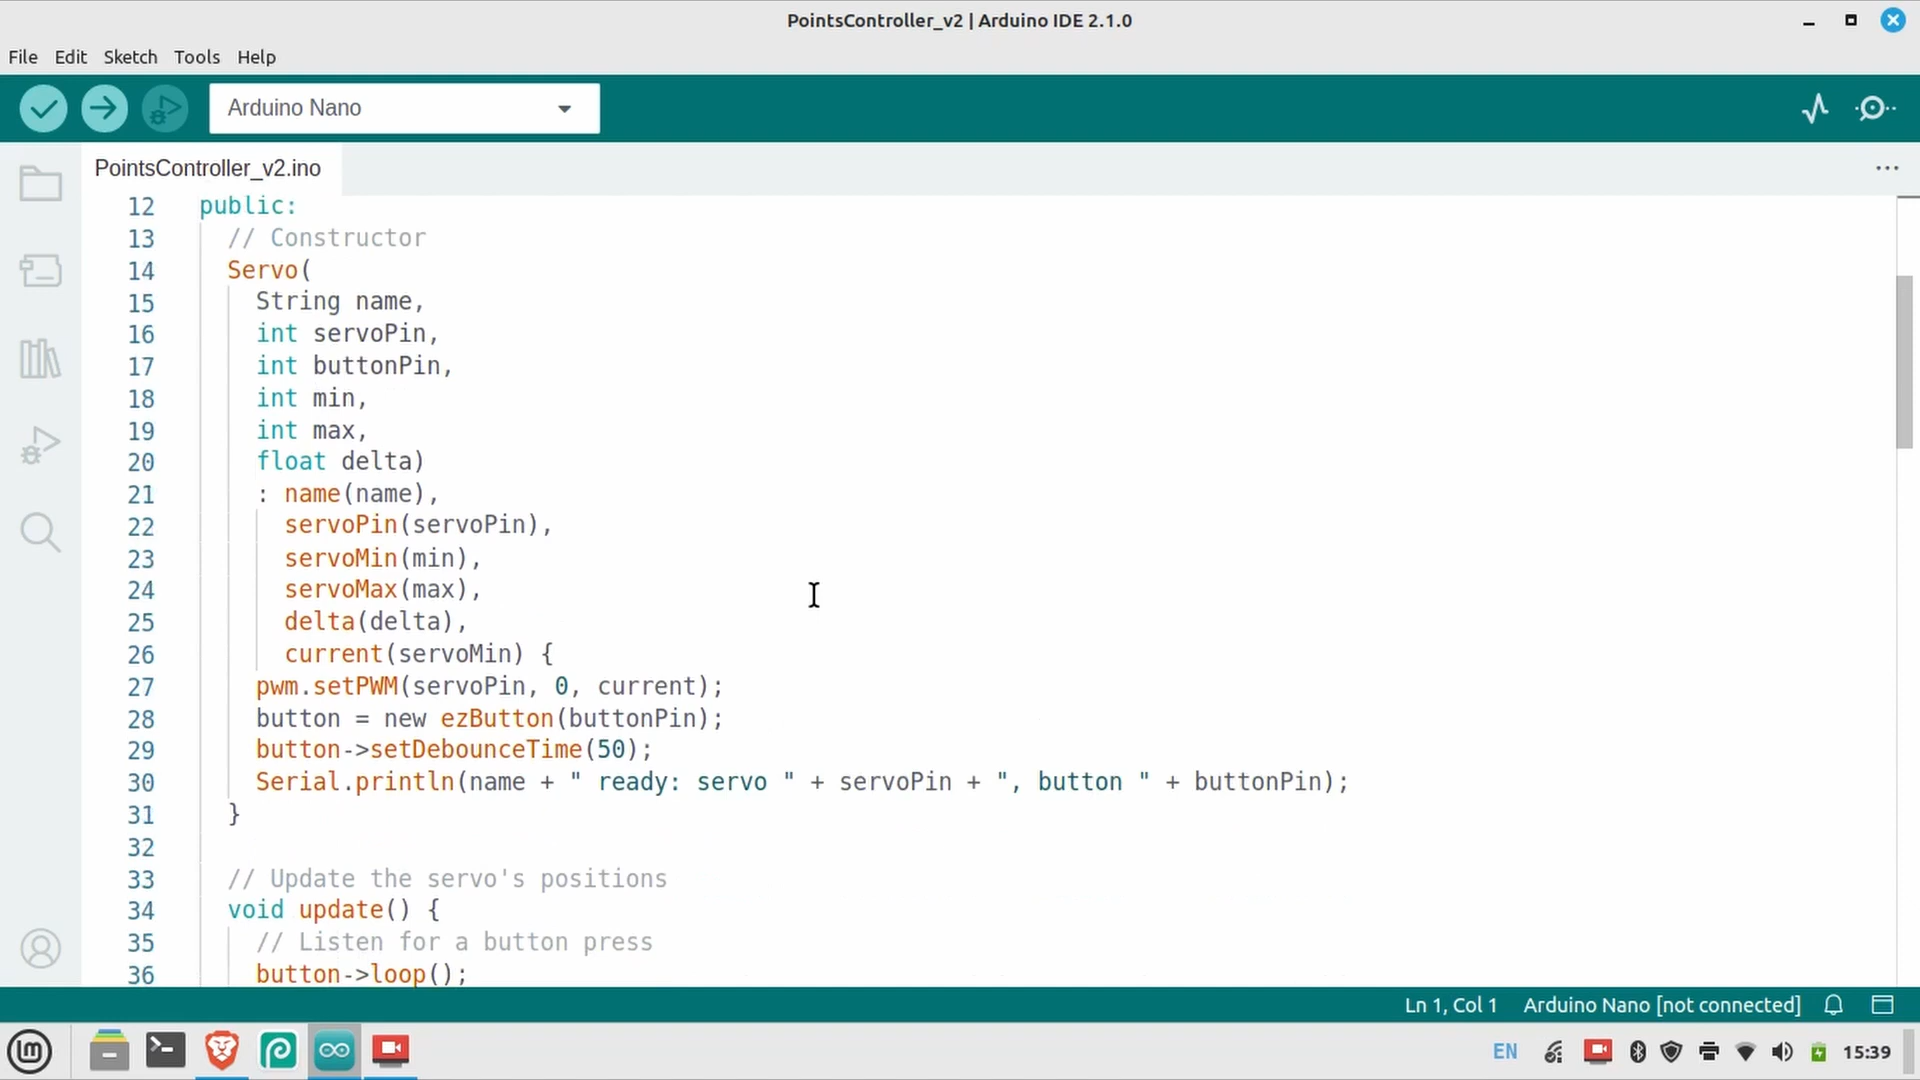 PointsController_v2 | Arduino IDE 2.1.0
File Edit Sketch Tools Help
Arduino Nano
PointsController_v2.ino
12 public:
13 // Constructor
14 Servo(
15 String name,
16 int servoPin,
17 int buttonPin,
18 int min,
19 int max,
20 float delta)
21 : name(name),
22 servoPin(servoPin),
23 servoMin(min),
24 servoMax(max),
25 delta(delta),
26 current(servoMin) {
27 pwm.setPWM(servoPin, 0, current);
28 button = new ezButton(buttonPin);
29 button->setDebounceTime(50);
30 Serial.println(name + " ready: servo " + servoPin + ", button " + buttonPin);
31 }
32
33 // Update the servo's positions
34 void update() {
35 // Listen for a button press
36 button->loop();
Ln 1, Col 1 Arduino Nano [not connected]
EN 15:39